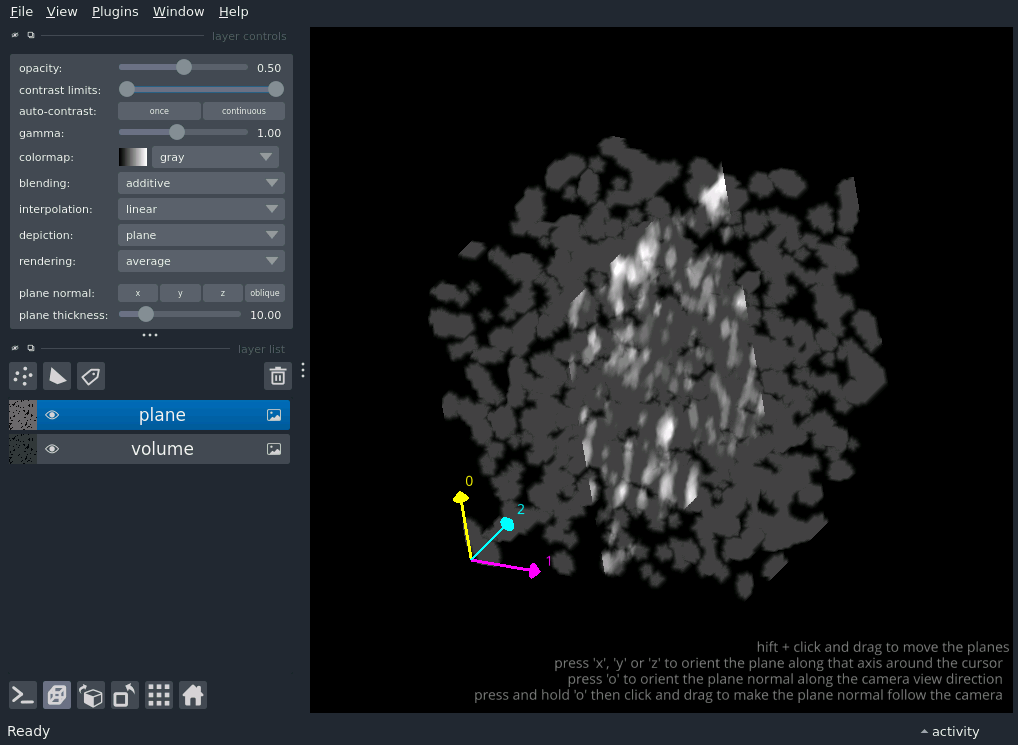 File View Plugins Window Help
layer controls
opacity: 0.50
contrast limits:
auto-contrast: once continuous
gamma: 1.00
colormap: gray
blending: additive
interpolation: linear
depiction: plane
rendering: average
plane normal: x y z oblique
plane thickness: 10.00
layer list
plane
volume
0
2
1
hift + click and drag to move the planes
press 'x', 'y' or 'z' to orient the plane along that axis around the cursor
press 'o' to orient the plane normal along the camera view direction
press and hold 'o' then click and drag to make the plane normal follow the camera
Ready activity